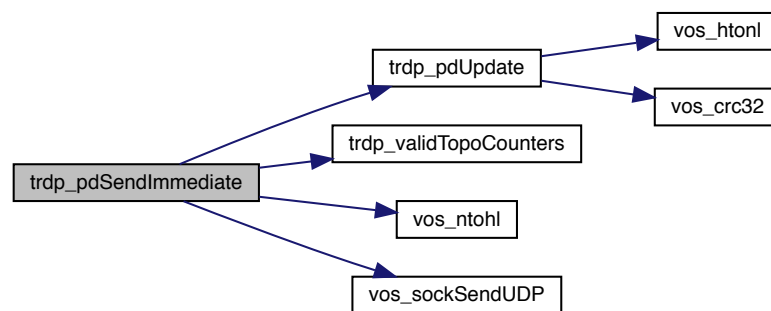 trdp_pdSendImmediate
trdp_pdUpdate
vos_htonl
vos_crc32
trdp_validTopoCounters
vos_ntohl
vos_sockSendUDP